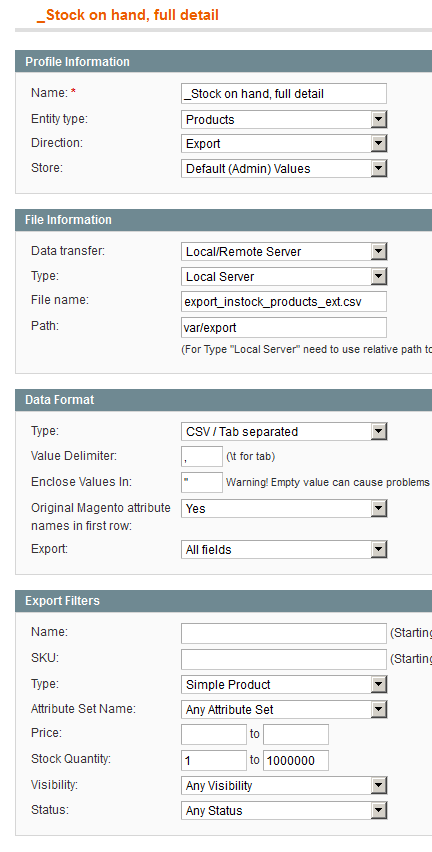 _Stock on hand, full detail
Profile Information
Name: * _Stock on hand, full detail
Entity type: Products
Direction: Export
Store: Default (Admin) Values
File Information
Data transfer: Local/Remote Server
Type: Local Server
File name: export_instock_products_ext.csv
Path: var/export
(For Type "Local Server" need to use relative path to
Data Format
Type: CSV / Tab separated
Value Delimiter: , (\t for tab)
Enclose Values In: " Warning! Empty value can cause problems
Original Magento attribute Yes
names in first row:
Export: All fields
Export Filters
Name: (Starting
SKU: (Starting
Type: Simple Product
Attribute Set Name: Any Attribute Set
Price: to
Stock Quantity: 1 to 1000000
Visibility: Any Visibility
Status: Any Status